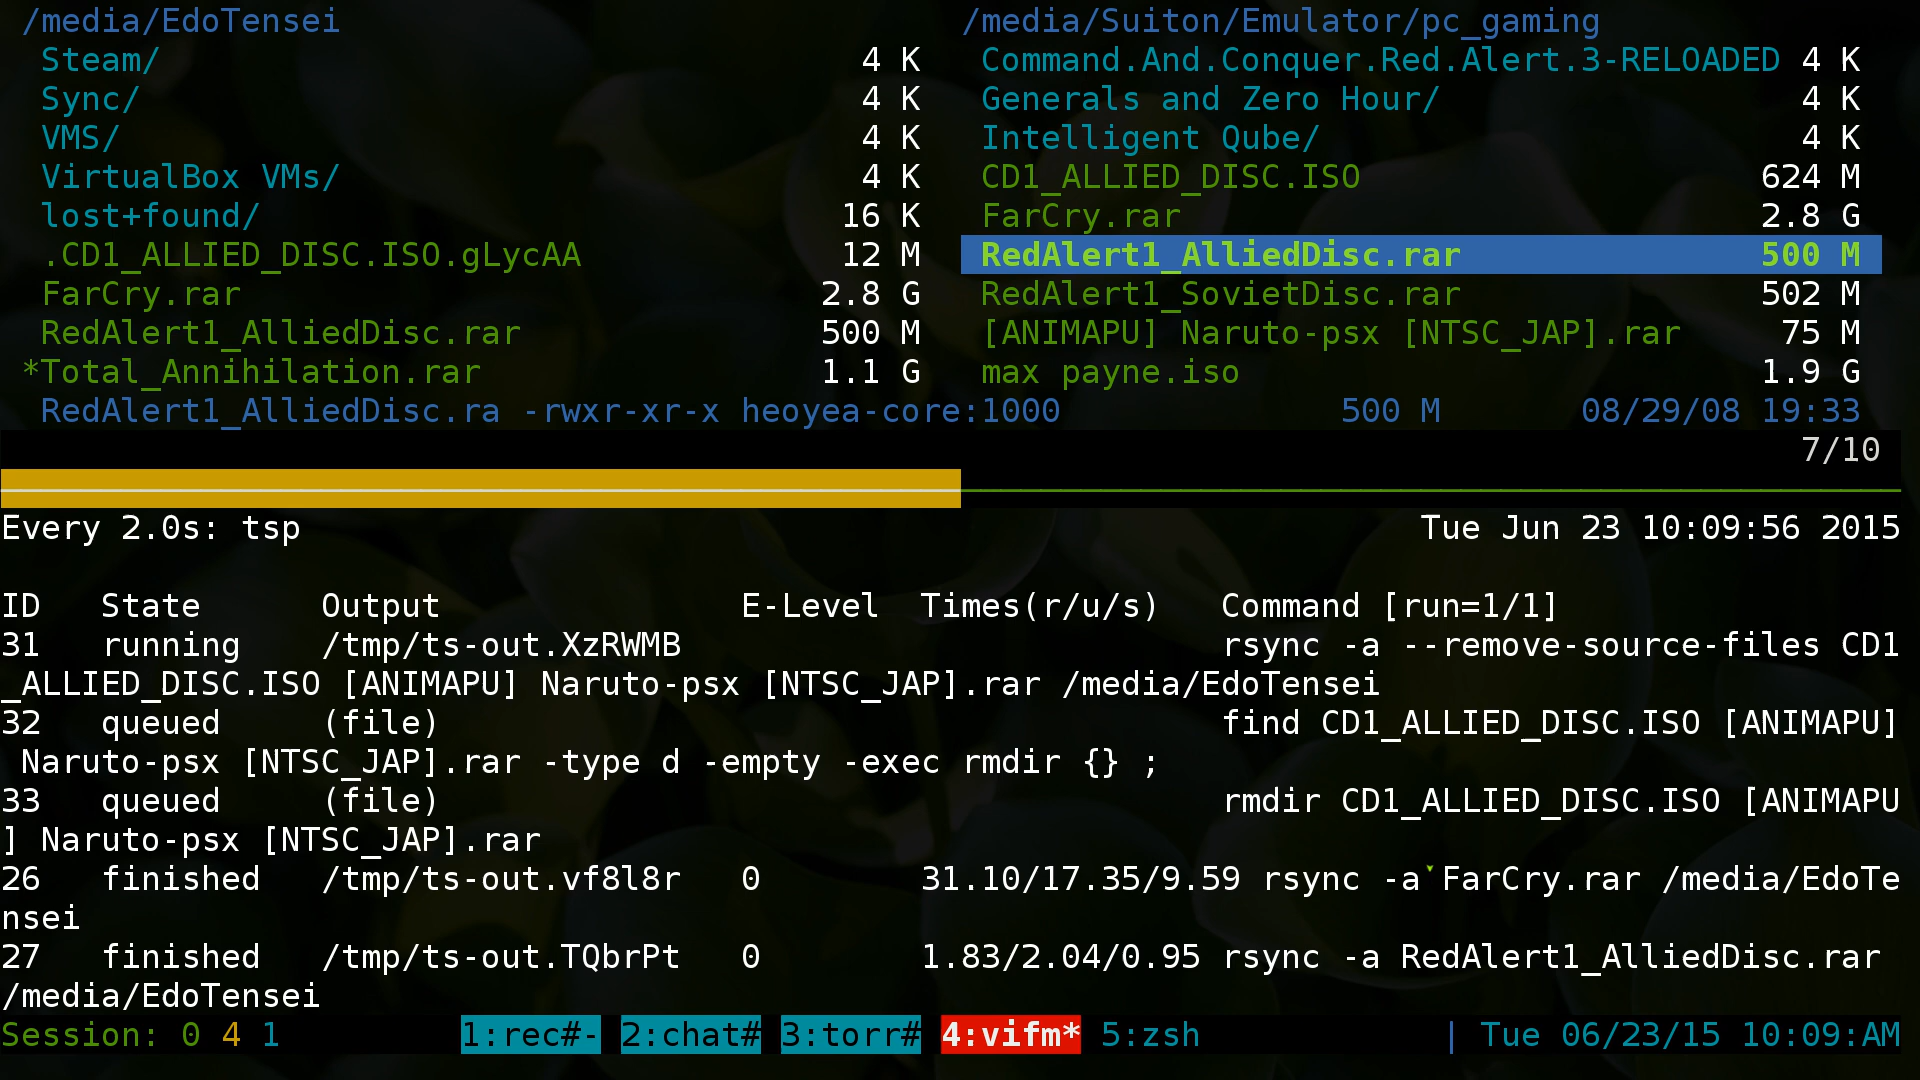 /media/EdoTensei /media/Suiton/Emulator/pc_gaming
Steam/ 4 K Command.And.Conquer.Red.Alert.3-RELOADED 4 K
Sync/ 4 K Generals and Zero Hour/ 4 K
VMS/ 4 K Intelligent Qube/ 4 K
VirtualBox VMs/ 4 K CD1_ALLIED_DISC.ISO 624 M
lost+found/ 16 K FarCry.rar 2.8 G
.CD1_ALLIED_DISC.ISO.gLycAA 12 M RedAlert1_AlliedDisc.rar 500 M
FarCry.rar 2.8 G RedAlert1_SovietDisc.rar 502 M
RedAlert1_AlliedDisc.rar 500 M [ANIMAPU] Naruto-psx [NTSC_JAP].rar 75 M
*Total_Annihilation.rar 1.1 G max payne.iso 1.9 G
RedAlert1_AlliedDisc.ra -rwxr-xr-x heoyea-core:1000 500 M 08/29/08 19:33
7/10
Every 2.0s: tsp Tue Jun 23 10:09:56 2015
ID State Output E-Level Times(r/u/s) Command [run=1/1]
31 running /tmp/ts-out.XzRWMB rsync -a --remove-source-files CD1
_ALLIED_DISC.ISO [ANIMAPU] Naruto-psx [NTSC_JAP].rar /media/EdoTensei
32 queued (file) find CD1_ALLIED_DISC.ISO [ANIMAPU]
Naruto-psx [NTSC_JAP].rar -type d -empty -exec rmdir {} ;
33 queued (file) rmdir CD1_ALLIED_DISC.ISO [ANIMAPU
] Naruto-psx [NTSC_JAP].rar
26 finished /tmp/ts-out.vf8l8r 0 31.10/17.35/9.59 rsync -a FarCry.rar /media/EdoTe
nsei
27 finished /tmp/ts-out.TQbrPt 0 1.83/2.04/0.95 rsync -a RedAlert1_AlliedDisc.rar
/media/EdoTensei
Session: 0 4 1 1:rec#- 2:chat# 3:torr# 4:vifm* 5:zsh | Tue 06/23/15 10:09:AM